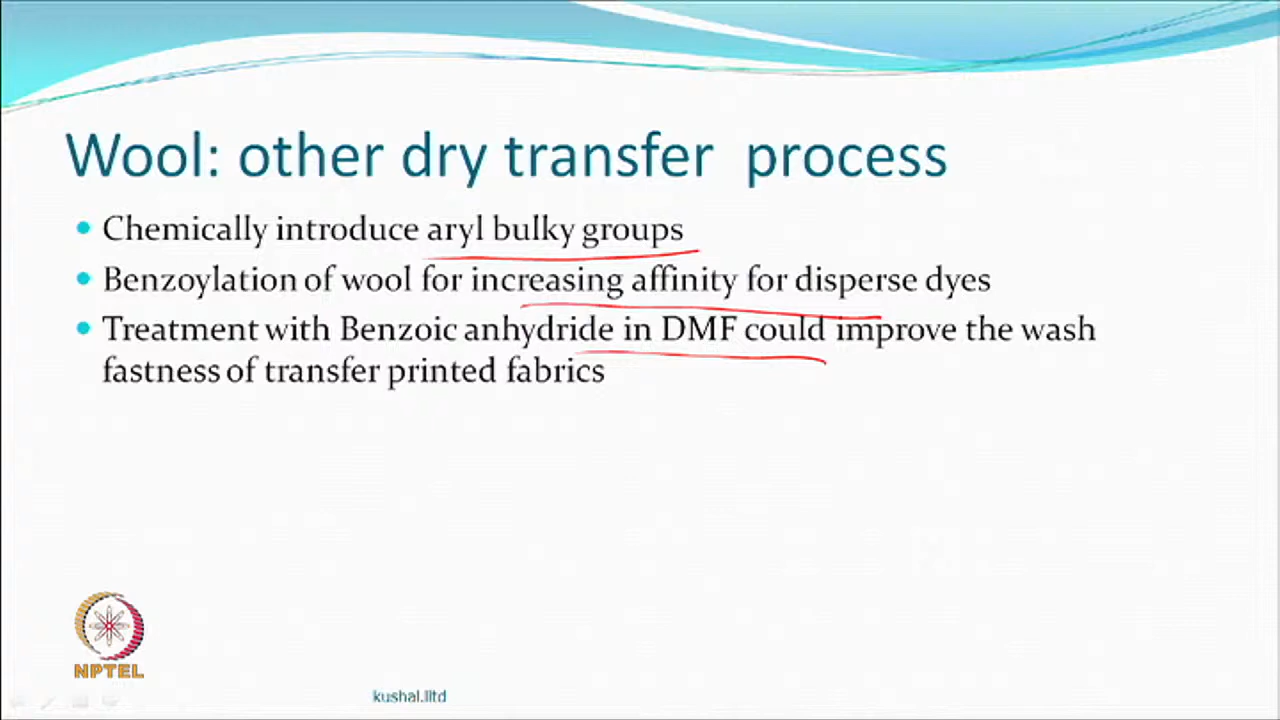 Wool: other dry transfer process
Chemically introduce aryl bulky groups
Benzoylation of wool for increasing affinity for disperse dyes
Treatment with Benzoic anhydride in DMF could improve the wash
fastness of transfer printed fabrics
NPTEL
kushal.iitd